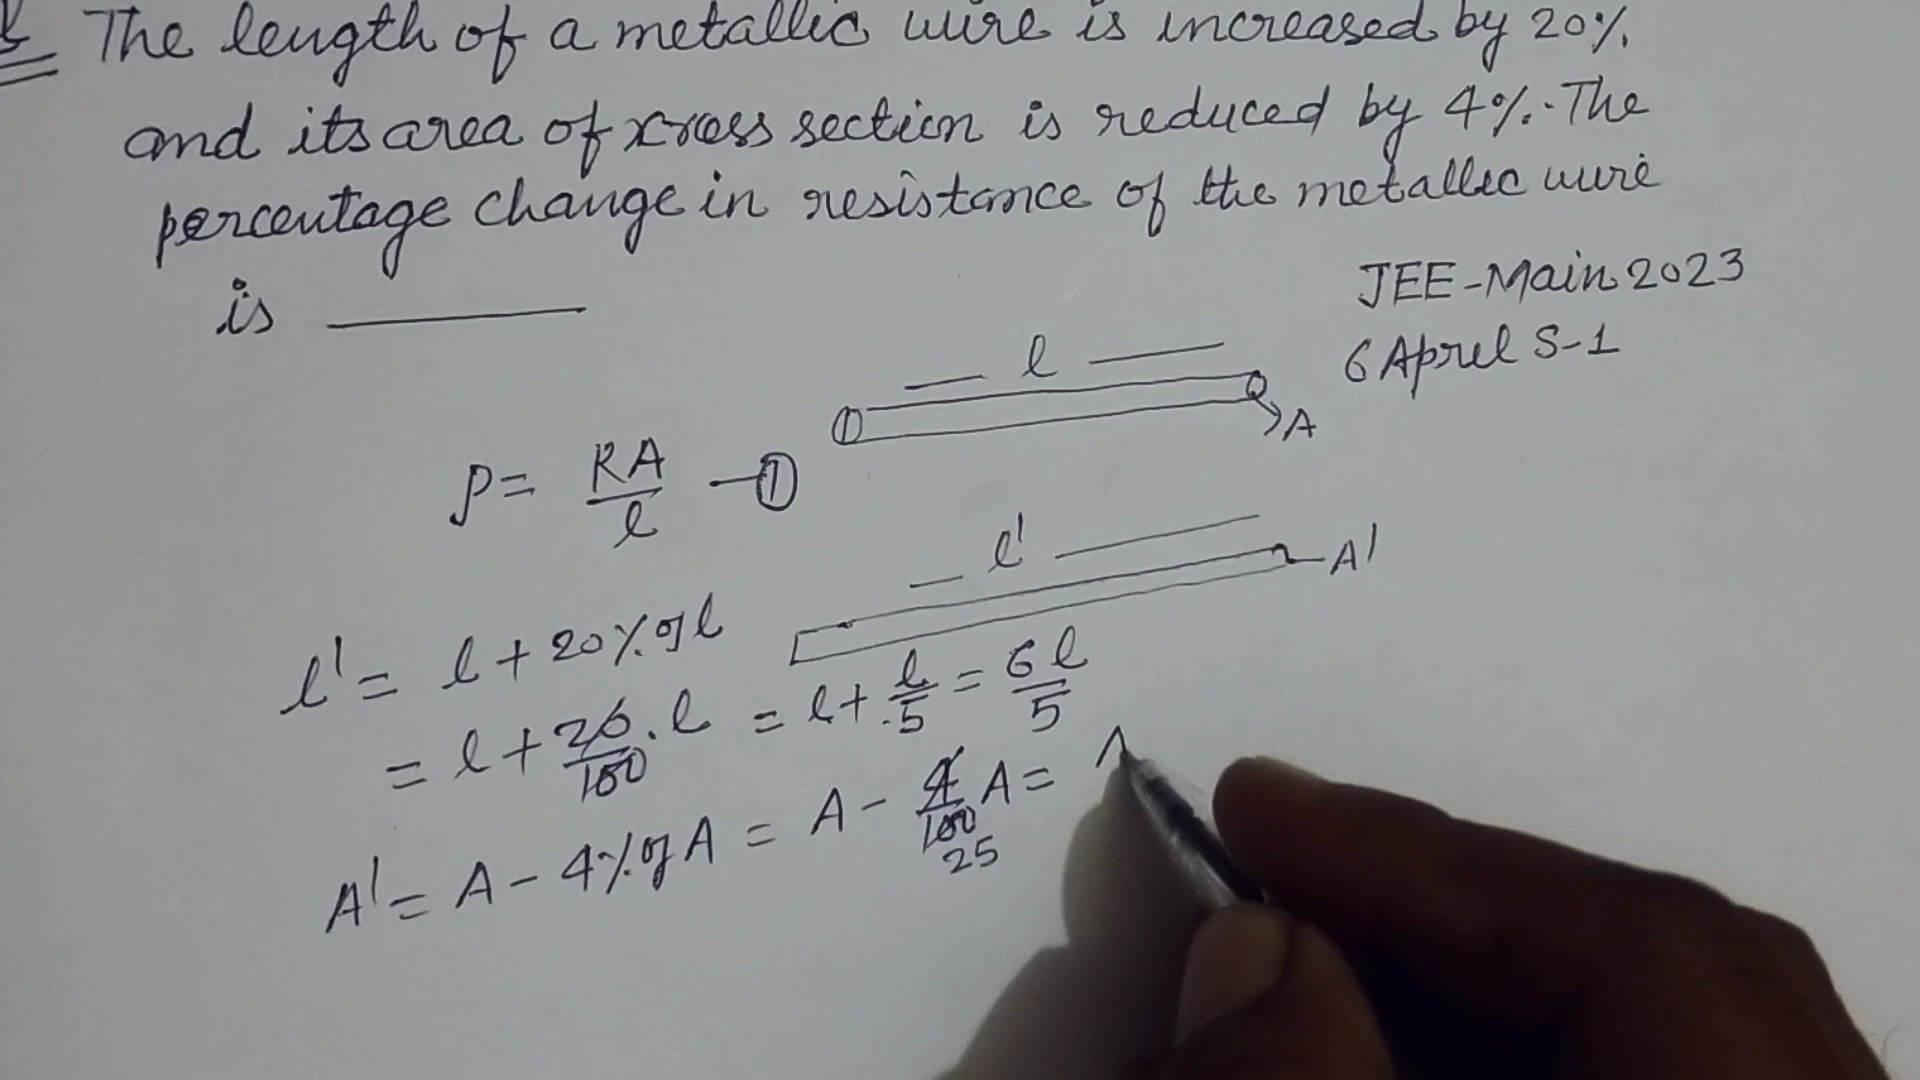 The length of a metallic wire is increased by 20%.
and its area of xross section is reduced by 4%. The
percentage change in resistance of the metallic wire
is ______
JEE-Main 2023
6 April S-1
l
A
ρ = RA/l —①
l'
A'
l' = l + 20% of l
= l + 20/100 . l = l + l/5 = 6l/5
A' = A - 4% of A = A - 4/100 A =
25